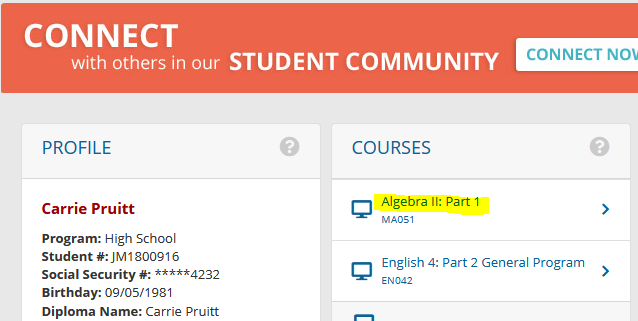 CONNECT
with others in our STUDENT COMMUNITY
CONNECT NOW
PROFILE
?
Carrie Pruitt
Program: High School
Student #: JM1800916
Social Security #: *****4232
Birthday: 09/05/1981
Diploma Name: Carrie Pruitt
COURSES
?
Algebra II: Part 1
MA051
English 4: Part 2 General Program
EN042